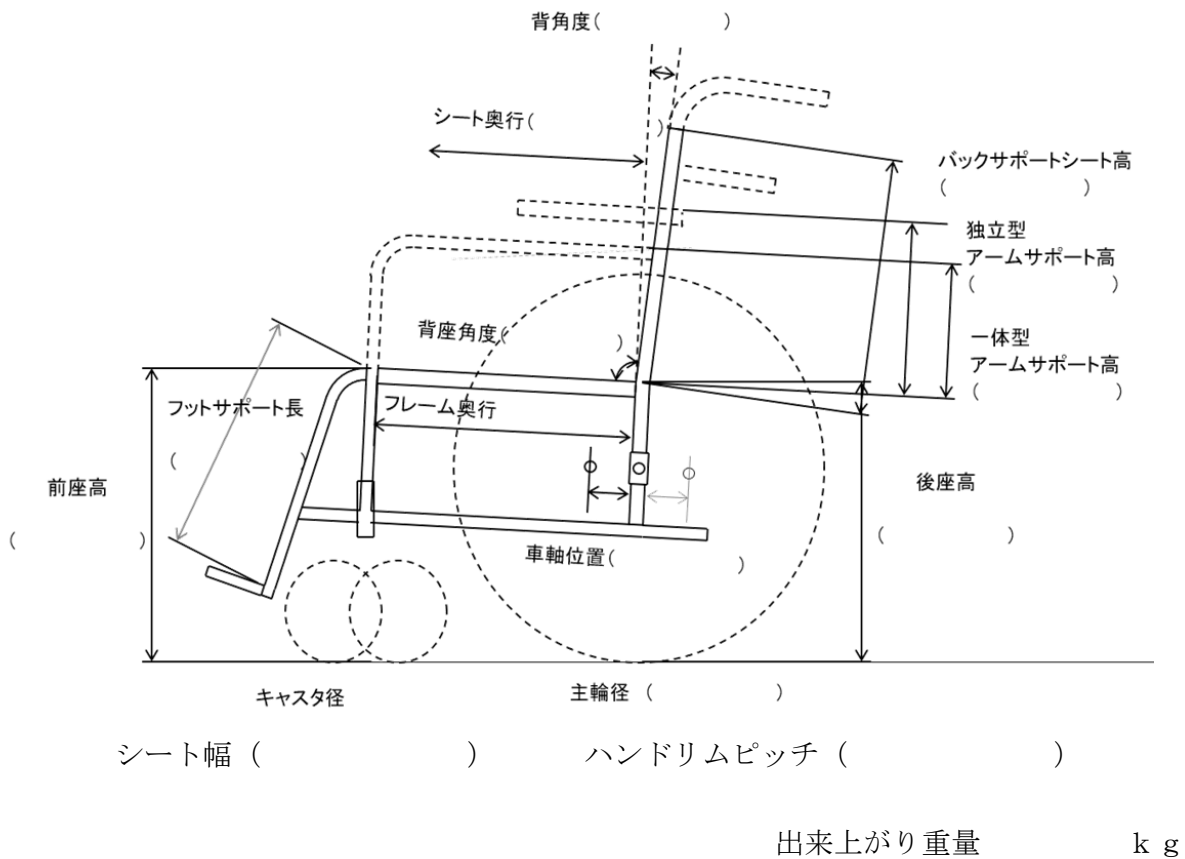 背角度(　　　　　　)
シート奥行(　　　　　　)
バックサポートシート高
(　　　　　　)
独立型
アームサポート高
(　　　　　　)
背座角度(　　　　　　)
一体型
アームサポート高
(　　　　　　)
フットサポート長
(　　　　　　)
フレーム奥行
前座高
(　　　　　　)
後座高
(　　　　　　)
車軸位置(　　　　　　)
キャスタ径
主輪径 (　　　　　　)
シート幅（　　　　　　　）　　ハンドリムピッチ（　　　　　　　）
出来上がり重量　　　　　ｋｇ